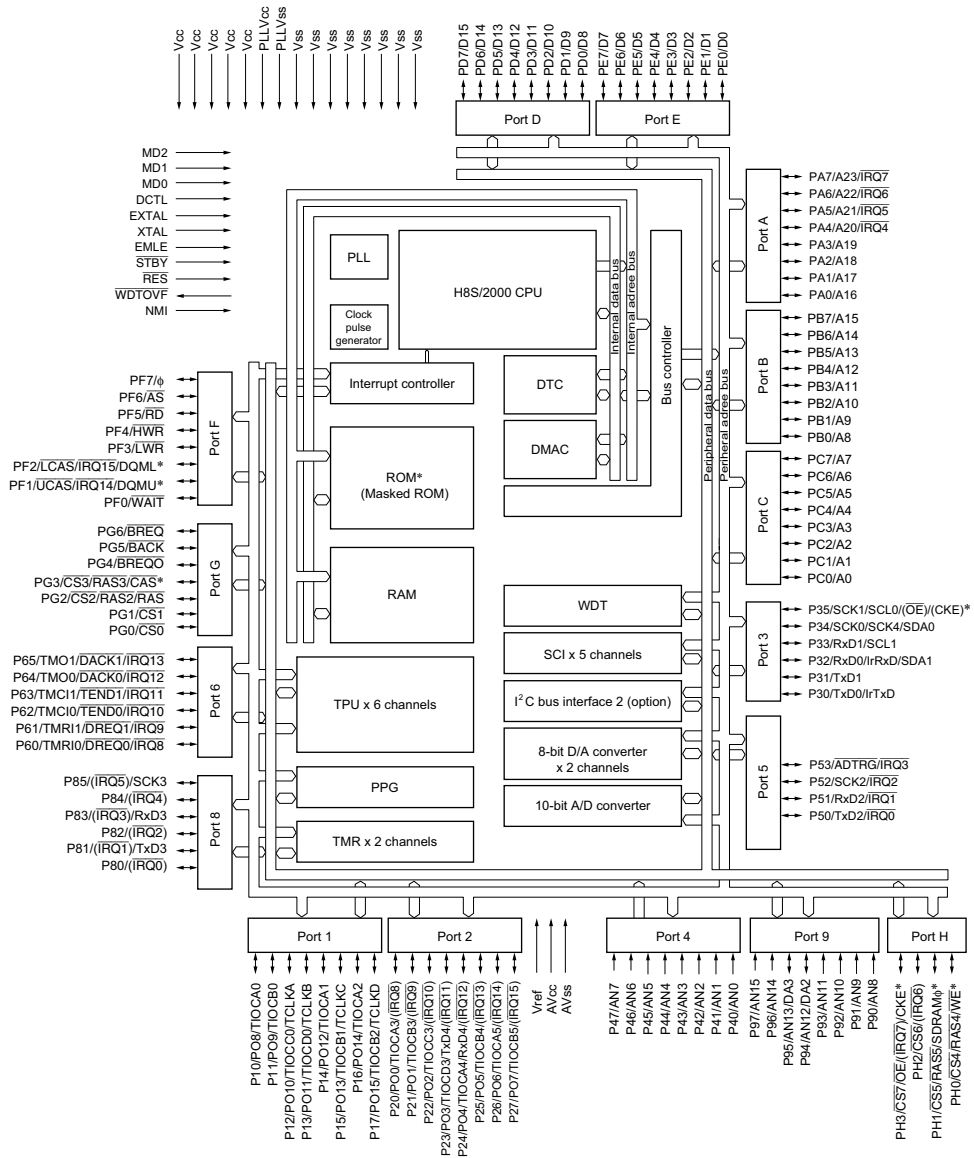 Vcc
Vcc
Vcc
Vcc
Vcc
PLLVcc
PLLVss
Vss
Vss
Vss
Vss
Vss
Vss
Vss
Vss
PD7/D15
PD6/D14
PD5/D13
PD4/D12
PD3/D11
PD2/D10
PD1/D9
PD0/D8
PE7/D7
PE6/D6
PE5/D5
PE4/D4
PE3/D3
PE2/D2
PE1/D1
PE0/D0
Port D
Port E
MD2
MD1
MD0
DCTL
EXTAL
XTAL
EMLE
STBY
RES
WDTOVF
NMI
PLL
Clock
pulse
generator
H8S/2000 CPU
Interrupt controller
DTC
DMAC
Internal data bus
Internal adree bus
Bus controller
Peripheral data bus
Periheral adree bus
ROM*
(Masked ROM)
RAM
TPU x 6 channels
PPG
TMR x 2 channels
WDT
SCI x 5 channels
I2C bus interface 2 (option)
8-bit D/A converter
x 2 channels
10-bit A/D converter
Port A
PA7/A23/IRQ7
PA6/A22/IRQ6
PA5/A21/IRQ5
PA4/A20/IRQ4
PA3/A19
PA2/A18
PA1/A17
PA0/A16
Port B
PB7/A15
PB6/A14
PB5/A13
PB4/A12
PB3/A11
PB2/A10
PB1/A9
PB0/A8
Port C
PC7/A7
PC6/A6
PC5/A5
PC4/A4
PC3/A3
PC2/A2
PC1/A1
PC0/A0
Port 3
P35/SCK1/SCL0/(OE)/(CKE)*
P34/SCK0/SCK4/SDA0
P33/RxD1/SCL1
P32/RxD0/IrRxD/SDA1
P31/TxD1
P30/TxD0/IrTxD
Port 5
P53/ADTRG/IRQ3
P52/SCK2/IRQ2
P51/RxD2/IRQ1
P50/TxD2/IRQ0
PF7/ϕ
PF6/AS
PF5/RD
PF4/HWR
PF3/LWR
PF2/LCAS/IRQ15/DQML*
PF1/UCAS/IRQ14/DQMU*
PF0/WAIT
Port F
PG6/BREQ
PG5/BACK
PG4/BREQO
PG3/CS3/RAS3/CAS*
PG2/CS2/RAS2/RAS
PG1/CS1
PG0/CS0
Port G
P65/TMO1/DACK1/IRQ13
P64/TMO0/DACK0/IRQ12
P63/TMCI1/TEND1/IRQ11
P62/TMCI0/TEND0/IRQ10
P61/TMRI1/DREQ1/IRQ9
P60/TMRI0/DREQ0/IRQ8
Port 6
P85/(IRQ5)/SCK3
P84/(IRQ4)
P83/(IRQ3)/RxD3
P82/(IRQ2)
P81/(IRQ1)/TxD3
P80/(IRQ0)
Port 8
Port 1
Port 2
Port 4
Port 9
Port H
P10/PO8/TIOCA0
P11/PO9/TIOCB0
P12/PO10/TIOCC0/TCLKA
P13/PO11/TIOCD0/TCLKB
P14/PO12/TIOCA1
P15/PO13/TIOCB1/TCLKC
P16/PO14/TIOCA2
P17/PO15/TIOCB2/TCLKD
P20/PO0/TIOCA3/(IRQ8)
P21/PO1/TIOCB3/(IRQ9)
P22/PO2/TIOCC3/(IRQ10)
P23/PO3/TIOCD3/TxD4/(IRQ11)
P24/PO4/TIOCA4/RxD4/(IRQ12)
P25/PO5/TIOCB4/(IRQ13)
P26/PO6/TIOCA5/(IRQ14)
P27/PO7/TIOCB5/(IRQ15)
Vref
AVcc
AVss
P47/AN7
P46/AN6
P45/AN5
P44/AN4
P43/AN3
P42/AN2
P41/AN1
P40/AN0
P97/AN15
P96/AN14
P95/AN13/DA3
P94/AN12/DA2
P93/AN11
P92/AN10
P91/AN9
P90/AN8
PH3/CS7/OE/(IRQ7)/CKE*
PH2/CS6/(IRQ6)
PH1/CS5/RAS5/SDRAMϕ*
PH0/CS4/RAS4/WE*